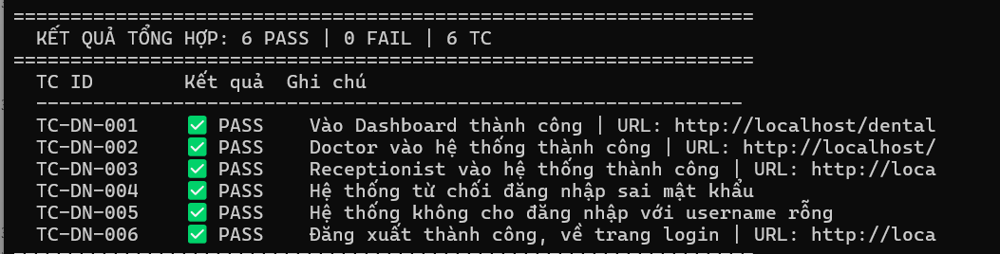 =================================================================
KẾT QUẢ TỔNG HỢP: 6 PASS | 0 FAIL | 6 TC
=================================================================
TC ID Kết quả Ghi chú
--------------------------------------------------------------
TC-DN-001 ✅ PASS Vào Dashboard thành công | URL: http://localhost/dental
TC-DN-002 ✅ PASS Doctor vào hệ thống thành công | URL: http://localhost/
TC-DN-003 ✅ PASS Receptionist vào hệ thống thành công | URL: http://loca
TC-DN-004 ✅ PASS Hệ thống từ chối đăng nhập sai mật khẩu
TC-DN-005 ✅ PASS Hệ thống không cho đăng nhập với username rỗng
TC-DN-006 ✅ PASS Đăng xuất thành công, về trang login | URL: http://loca
=================================================================